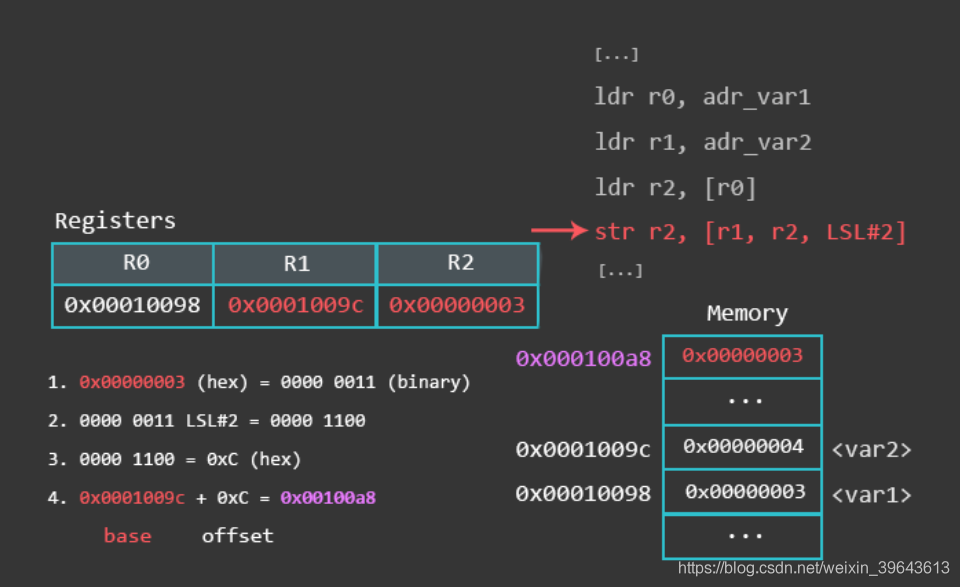 [...]
ldr r0, adr_var1
ldr r1, adr_var2
ldr r2, [r0]
str r2, [r1, r2, LSL#2]
[...]
Registers
R0 R1 R2
0x00010098 0x0001009c 0x00000003
1. 0x00000003 (hex) = 0000 0011 (binary)
2. 0000 0011 LSL#2 = 0000 1100
3. 0000 1100 = 0xC (hex)
4. 0x0001009c + 0xC = 0x00100a8
base offset
Memory
0x000100a8 0x00000003
...
0x0001009c 0x00000004 <var2>
0x00010098 0x00000003 <var1>
...
https://blog.csdn.net/weixin_39643613